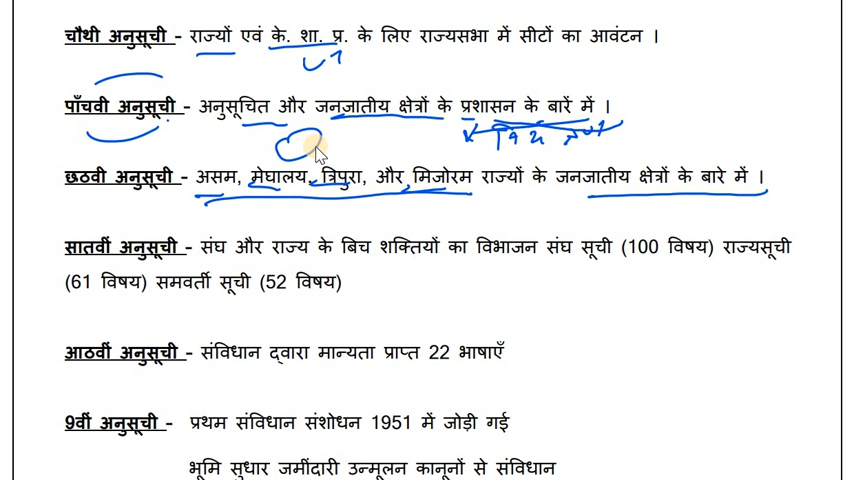 चौथी अनुसूची - राज्यों एवं के. शा. प्र. के लिए राज्यसभा में सीटों का आवंटन ।
पाँचवी अनुसूची - अनुसूचित और जनजातीय क्षेत्रों के प्रशासन के बारें में ।
छठवी अनुसूची - असम, मेघालय, त्रिपुरा, और मिजोरम राज्यों के जनजातीय क्षेत्रों के बारे में ।
सातवीं अनुसूची - संघ और राज्य के बिच शक्तियों का विभाजन संघ सूची (100 विषय) राज्यसूची
(61 विषय) समवर्ती सूची (52 विषय)
आठवीं अनुसूची - संविधान द्वारा मान्यता प्राप्त 22 भाषाएँ
9वीं अनुसूची - प्रथम संविधान संशोधन 1951 में जोड़ी गई
भूमि सुधार जमींदारी उन्मूलन कानूनों से संविधान